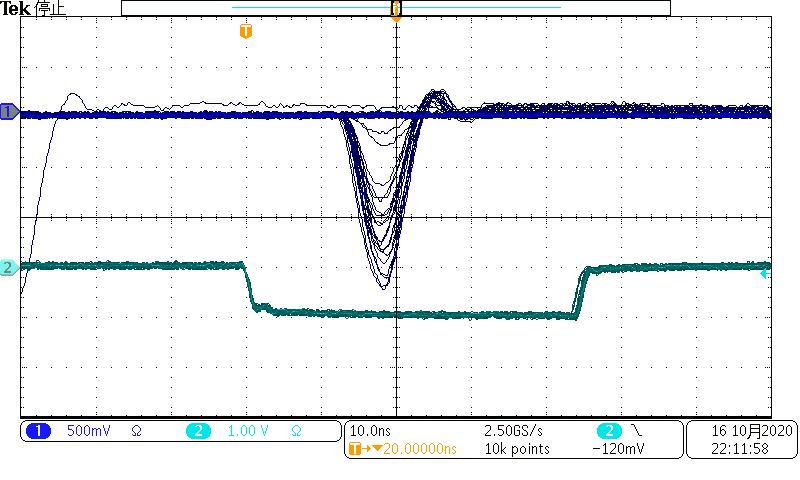 Tek 停止
T
1
2
1 500mV Ω 2 1.00 V Ω
10.0ns 2.50GS/s 2 -120mV
T→▼20.00000ns 10k points
16 10月2020
22:11:58